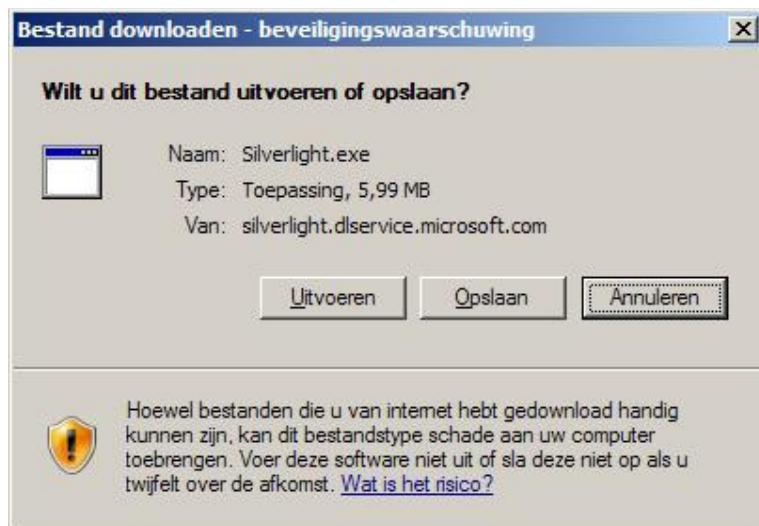 Bestand downloaden - beveiligingswaarschuwing
Wilt u dit bestand uitvoeren of opslaan?
Naam: Silverlight.exe
Type: Toepassing, 5,99 MB
Van: silverlight.dlservice.microsoft.com
Uitvoeren Opslaan Annuleren
Hoewel bestanden die u van internet hebt gedownload handig
kunnen zijn, kan dit bestandstype schade aan uw computer
toebrengen. Voer deze software niet uit of sla deze niet op als u
twijfelt over de afkomst. Wat is het risico?